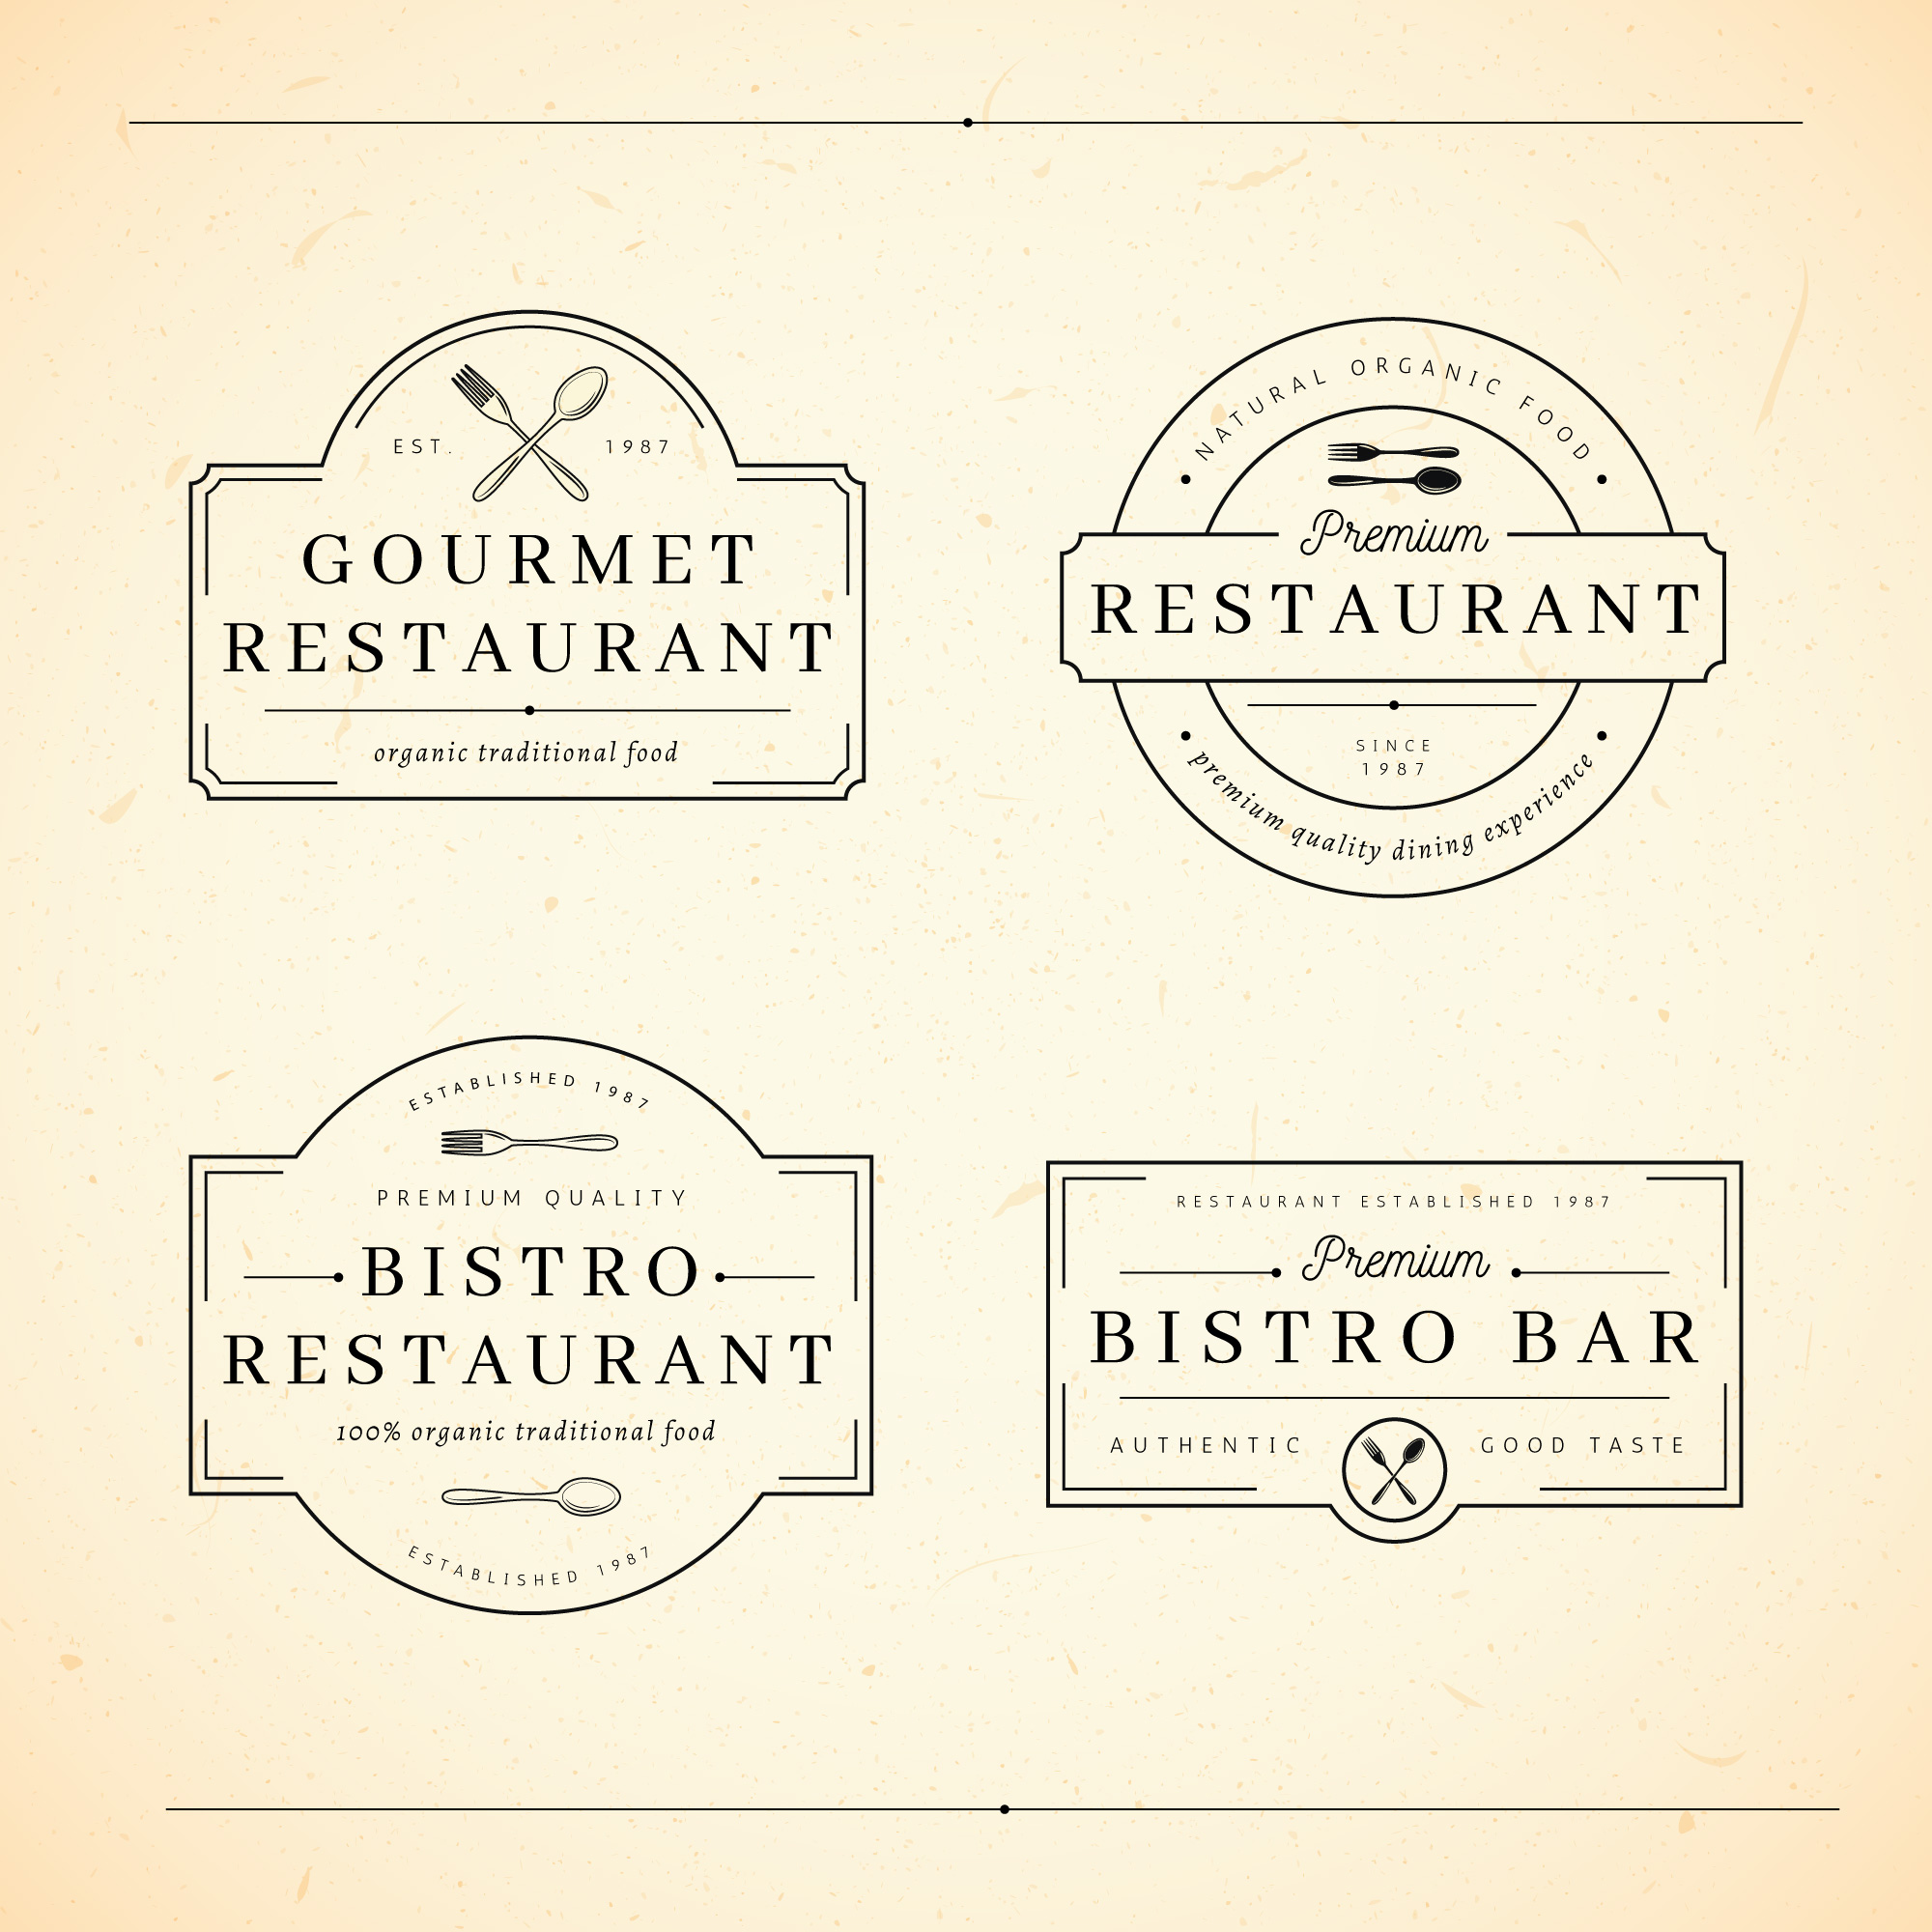 EST. 1987
GOURMET
RESTAURANT
organic traditional food
NATURAL ORGANIC FOOD
Premium
RESTAURANT
SINCE
1987
premium quality dining experience
ESTABLISHED 1987
PREMIUM QUALITY
BISTRO
RESTAURANT
100% organic traditional food
ESTABLISHED 1987
RESTAURANT ESTABLISHED 1987
Premium
BISTRO BAR
AUTHENTIC GOOD TASTE